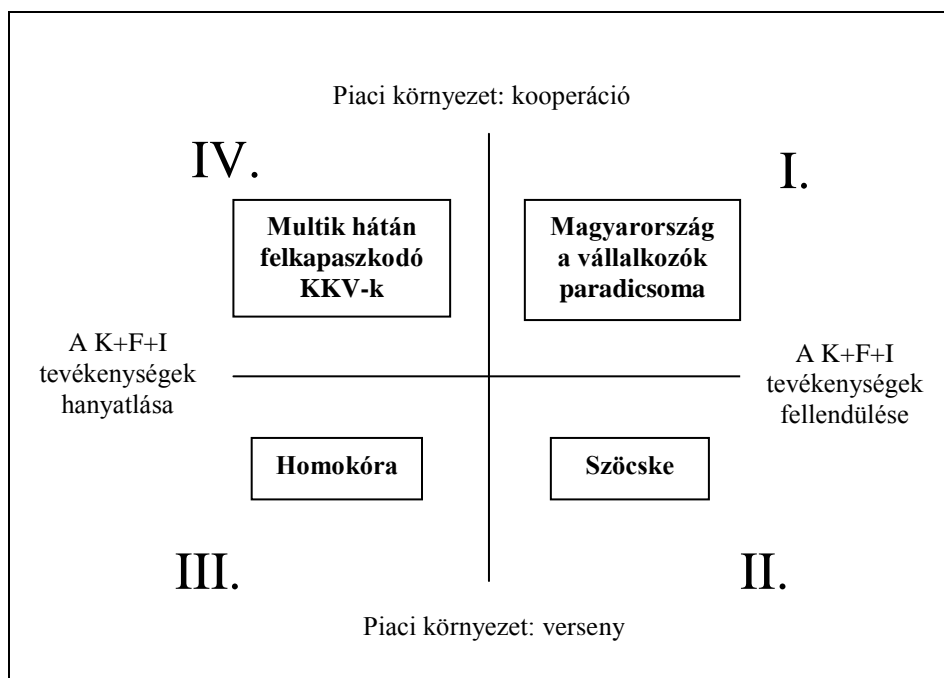 Piaci környezet: kooperáció
IV.
I.
Multik hátán
felkapaszkodó
KKV-k
Magyarország
a vállalkozók
paradicsoma
A K+F+I
tevékenységek
hanyatlása
A K+F+I
tevékenységek
fellendülése
Homokóra
Szöcske
III.
II.
Piaci környezet: verseny